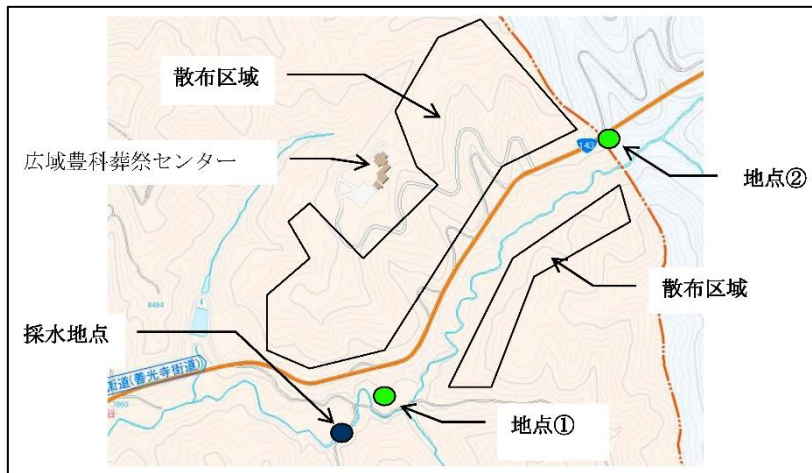 散布区域
広域豊科葬祭センター
143
地点②
散布区域
採水地点
街道(善光寺街道)
地点①